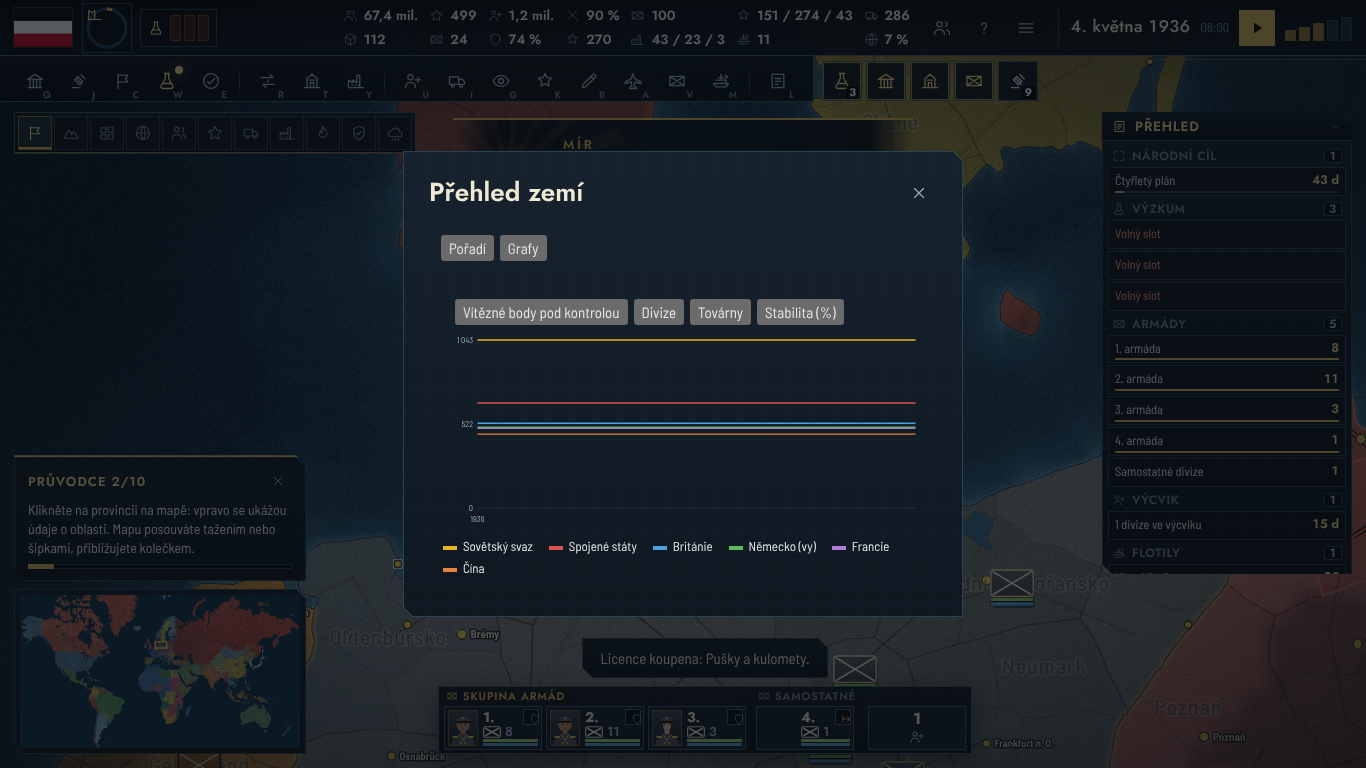 67,4 mil. 499 1,2 mil. 90 % 100 151 / 274 / 43 286
112 24 74 % 270 43 / 23 / 3 11 7 %
4. května 1936 08:00
Q J C W E R T Y U I G K B A V M L
3 9
MÍR
Přehled zemí
Pořadí Grafy
Vítězné body pod kontrolou Divize Továrny Stabilita (%)
1 043
522
0
1936
Sovětský svaz Spojené státy Británie Německo (vy) Francie
Čína
PŘEHLED
NÁRODNÍ CÍL 1
Čtyřletý plán 43 d
VÝZKUM 3
Volný slot
Volný slot
Volný slot
ARMÁDY 5
1. armáda 8
2. armáda 11
3. armáda 3
4. armáda 1
Samostatné divize 1
VÝCVIK 1
1 divize ve výcviku 15 d
FLOTILY 1
PRŮVODCE 2/10
Klikněte na provincii na mapě: vpravo se ukážou
údaje o oblasti. Mapu posouváte tažením nebo
šipkami, přibližujete kolečkem.
Oldenbursko
Brémy
Neumark
Poznaň
Poznaň
Frankfurt n. O.
Osnabrück
Licence koupena: Pušky a kulomety.
SKUPINA ARMÁD SAMOSTATNÉ
1. 8 2. 11 3. 3 4. 1 1